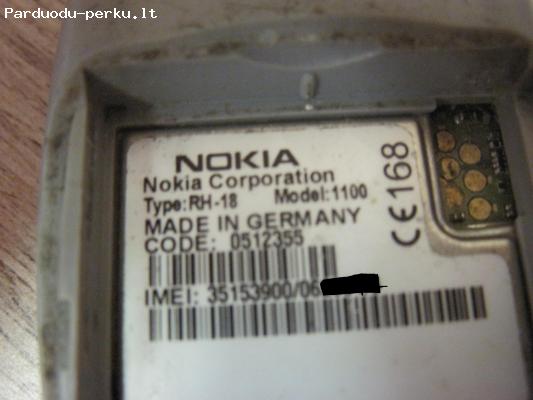 Parduodu-perku.lt
NOKIA
Nokia Corporation
Type:RH-18 Model:1100
MADE IN GERMANY
CODE: 0512355
IMEI: 35153900/06
CE168